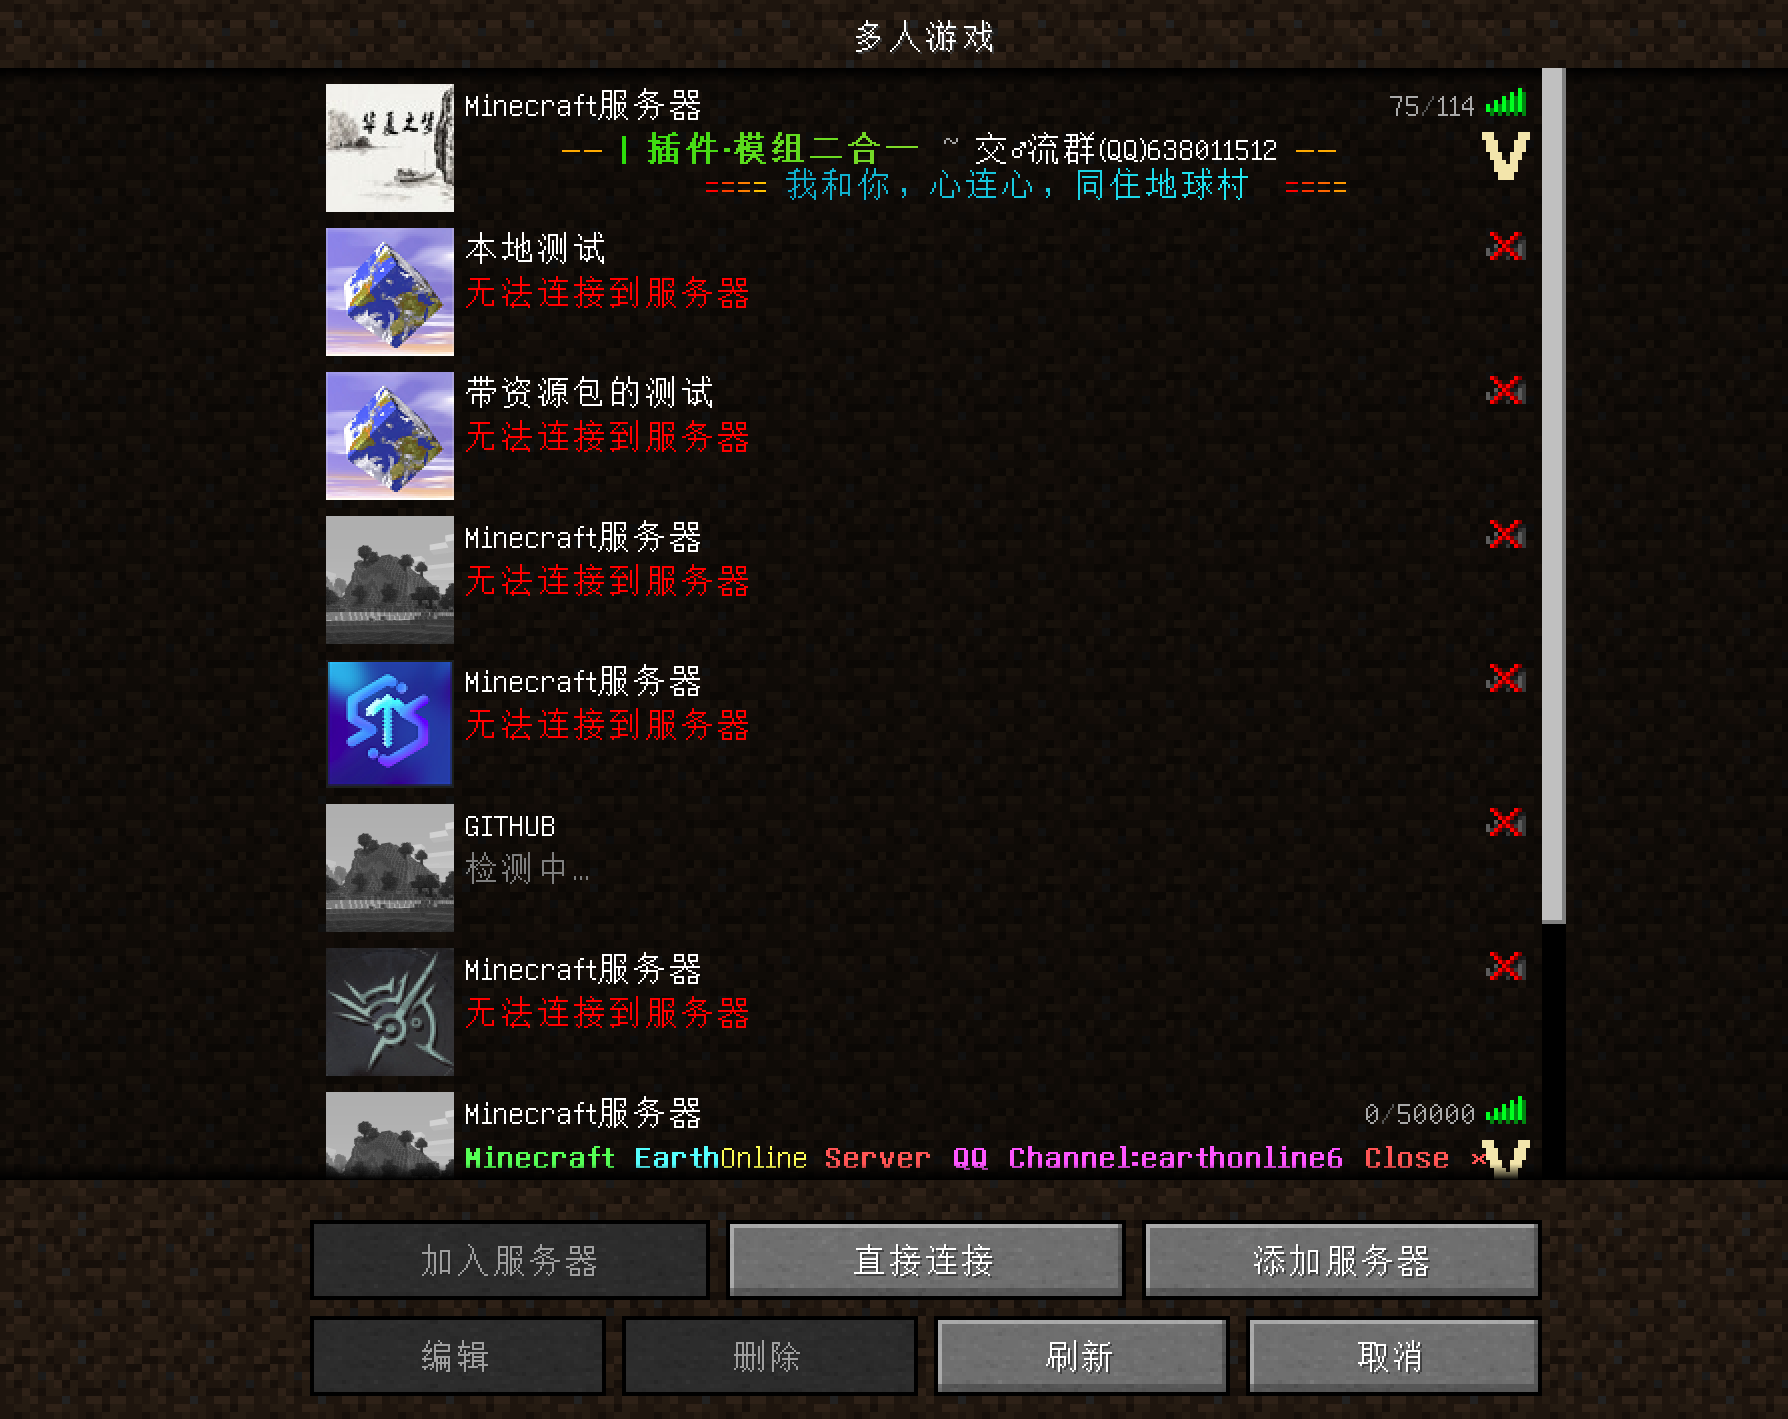 多人游戏
华夏之梦
Minecraft服务器 75/114
—— | 插件·模组二合一 ~ 交♂流群(QQ)638011512 ——
==== 我和你，心连心，同住地球村 ====
本地测试
无法连接到服务器
带资源包的测试
无法连接到服务器
Minecraft服务器
无法连接到服务器
Minecraft服务器
无法连接到服务器
GITHUB
检测中...
Minecraft服务器
无法连接到服务器
Minecraft服务器 0/50000
Minecraft EarthOnline Server QQ Channel:earthonline6 Close ×
加入服务器 直接连接 添加服务器
编辑 删除 刷新 取消